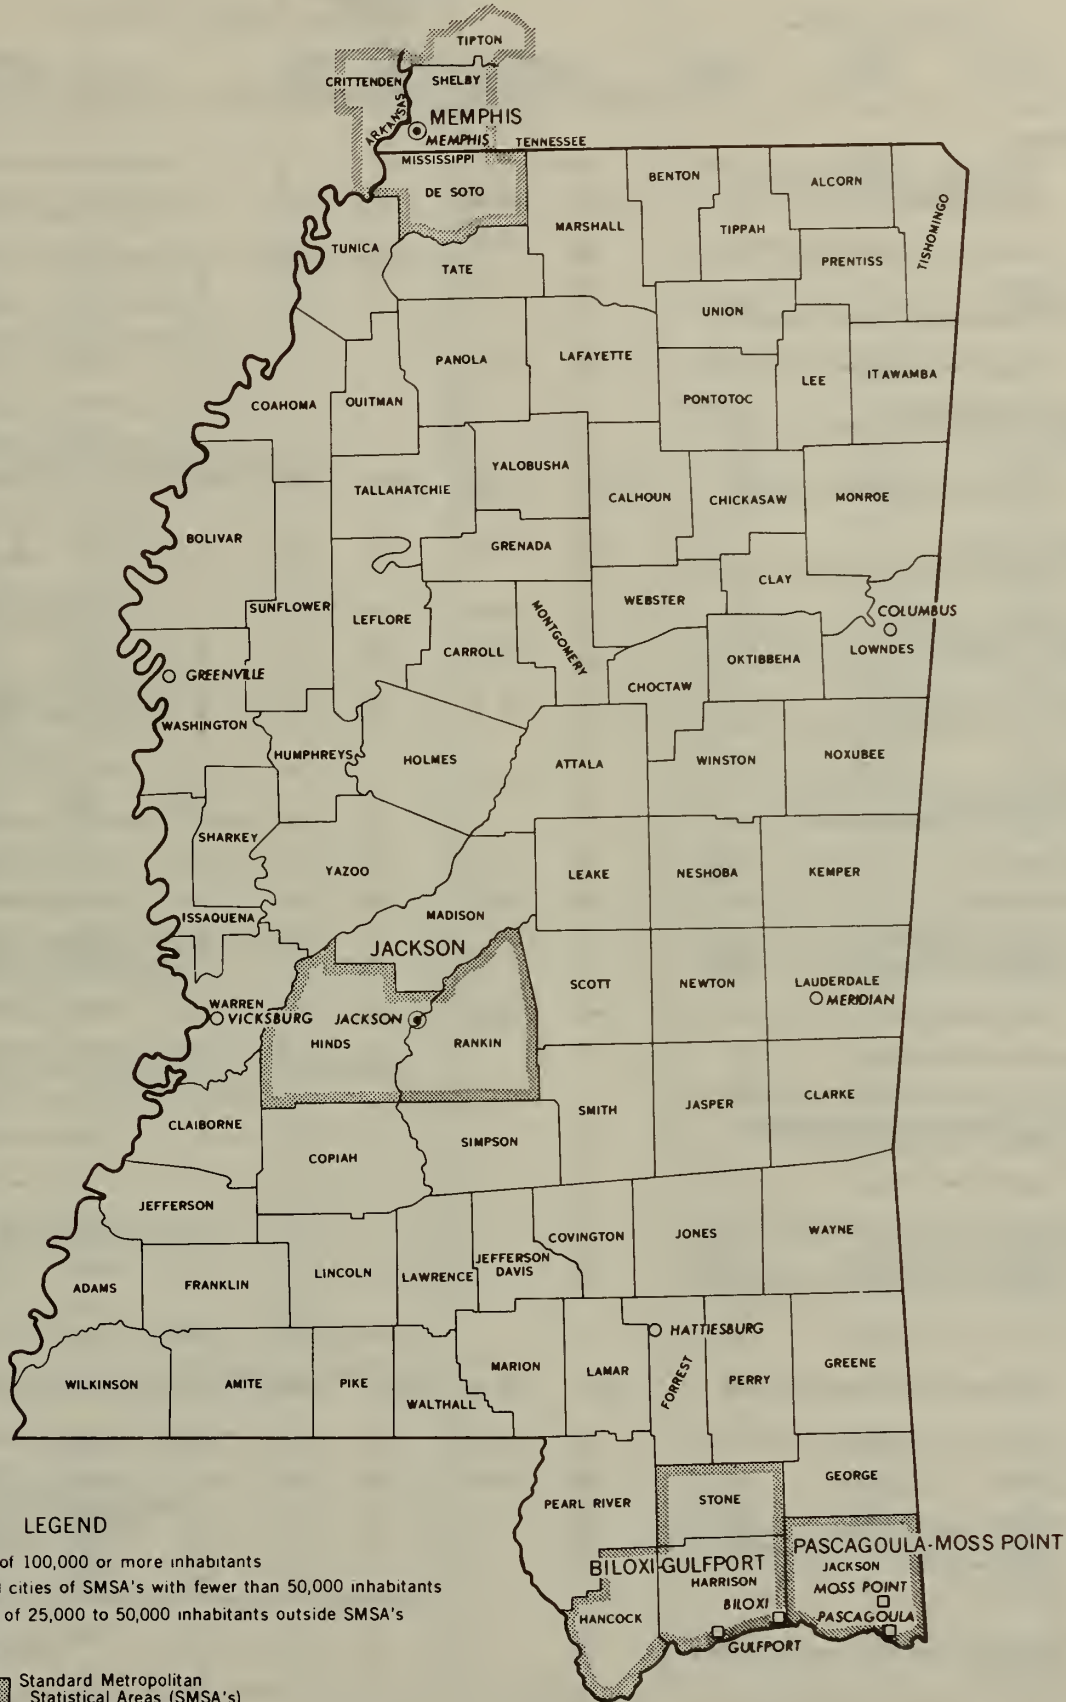 TIPTON
CRITTENDEN
SHELBY
ARKANSAS
MEMPHIS
MEMPHIS
TENNESSEE
MISSISSIPPI
DE SOTO
BENTON
ALCORN
TISHOMINGO
MARSHALL
TIPPAH
TUNICA
PRENTISS
TATE
UNION
PANOLA
LAFAYETTE
LEE
ITAWAMBA
COAHOMA
QUITMAN
PONTOTOC
YALOBUSHA
TALLAHATCHIE
CALHOUN
CHICKASAW
MONROE
BOLIVAR
GRENADA
CLAY
SUNFLOWER
LEFLORE
MONTGOMERY
WEBSTER
COLUMBUS
CARROLL
LOWNDES
OKTIBBEHA
GREENVILLE
CHOCTAW
WASHINGTON
HUMPHREYS
HOLMES
ATTALA
WINSTON
NOXUBEE
SHARKEY
YAZOO
LEAKE
NESHOBA
KEMPER
ISSAQUENA
MADISON
JACKSON
SCOTT
NEWTON
LAUDERDALE
MERIDIAN
WARREN
VICKSBURG
JACKSON
HINDS
RANKIN
SMITH
JASPER
CLARKE
CLAIBORNE
COPIAH
SIMPSON
JEFFERSON
COVINGTON
JONES
WAYNE
ADAMS
FRANKLIN
LINCOLN
LAWRENCE
JEFFERSON
DAVIS
HATTIESBURG
WILKINSON
AMITE
PIKE
WALTHALL
MARION
LAMAR
FORREST
PERRY
GREENE
GEORGE
PEARL RIVER
STONE
PASCAGOULA-MOSS POINT
BILOXI-GULFPORT
JACKSON
HARRISON
MOSS POINT
BILOXI
HANCOCK
PASCAGOULA
GULFPORT
LEGEND
of 100,000 or more inhabitants
cities of SMSA's with fewer than 50,000 inhabitants
of 25,000 to 50,000 inhabitants outside SMSA's
Standard Metropolitan
Statistical Areas (SMSA's)